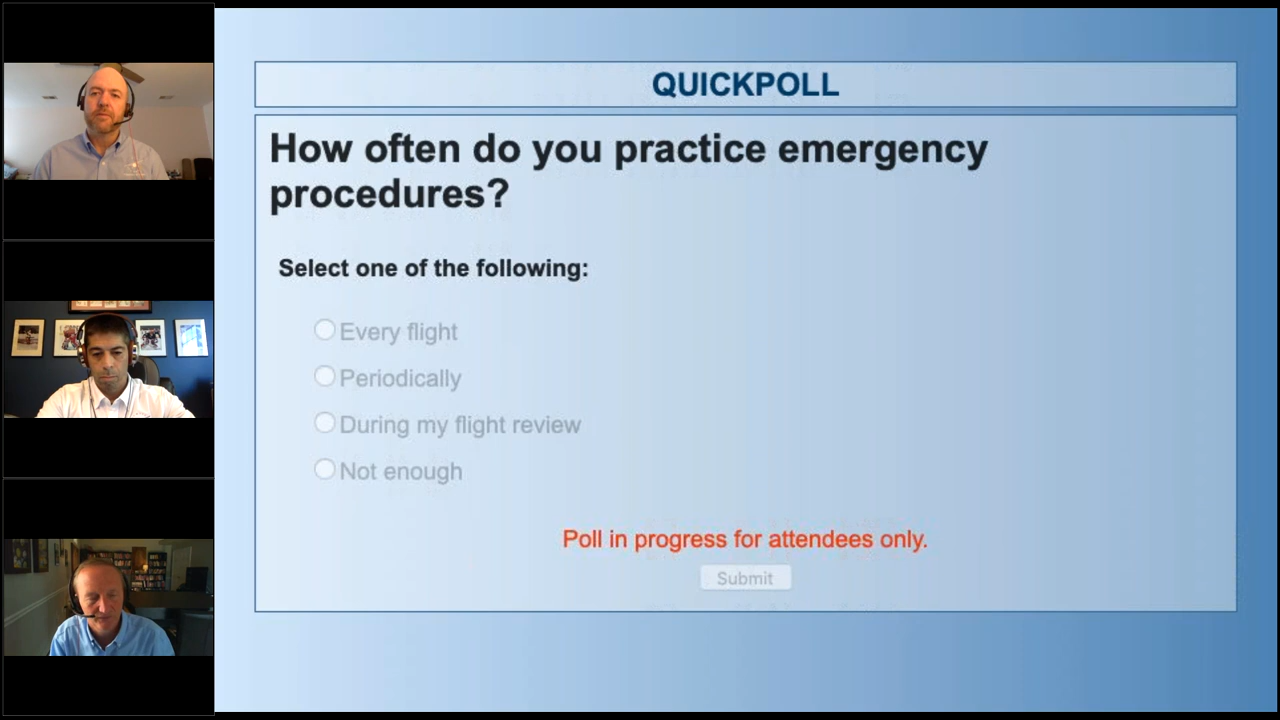 QUICKPOLL
How often do you practice emergency
procedures?
Select one of the following:
Every flight
Periodically
During my flight review
Not enough
Poll in progress for attendees only.
Submit